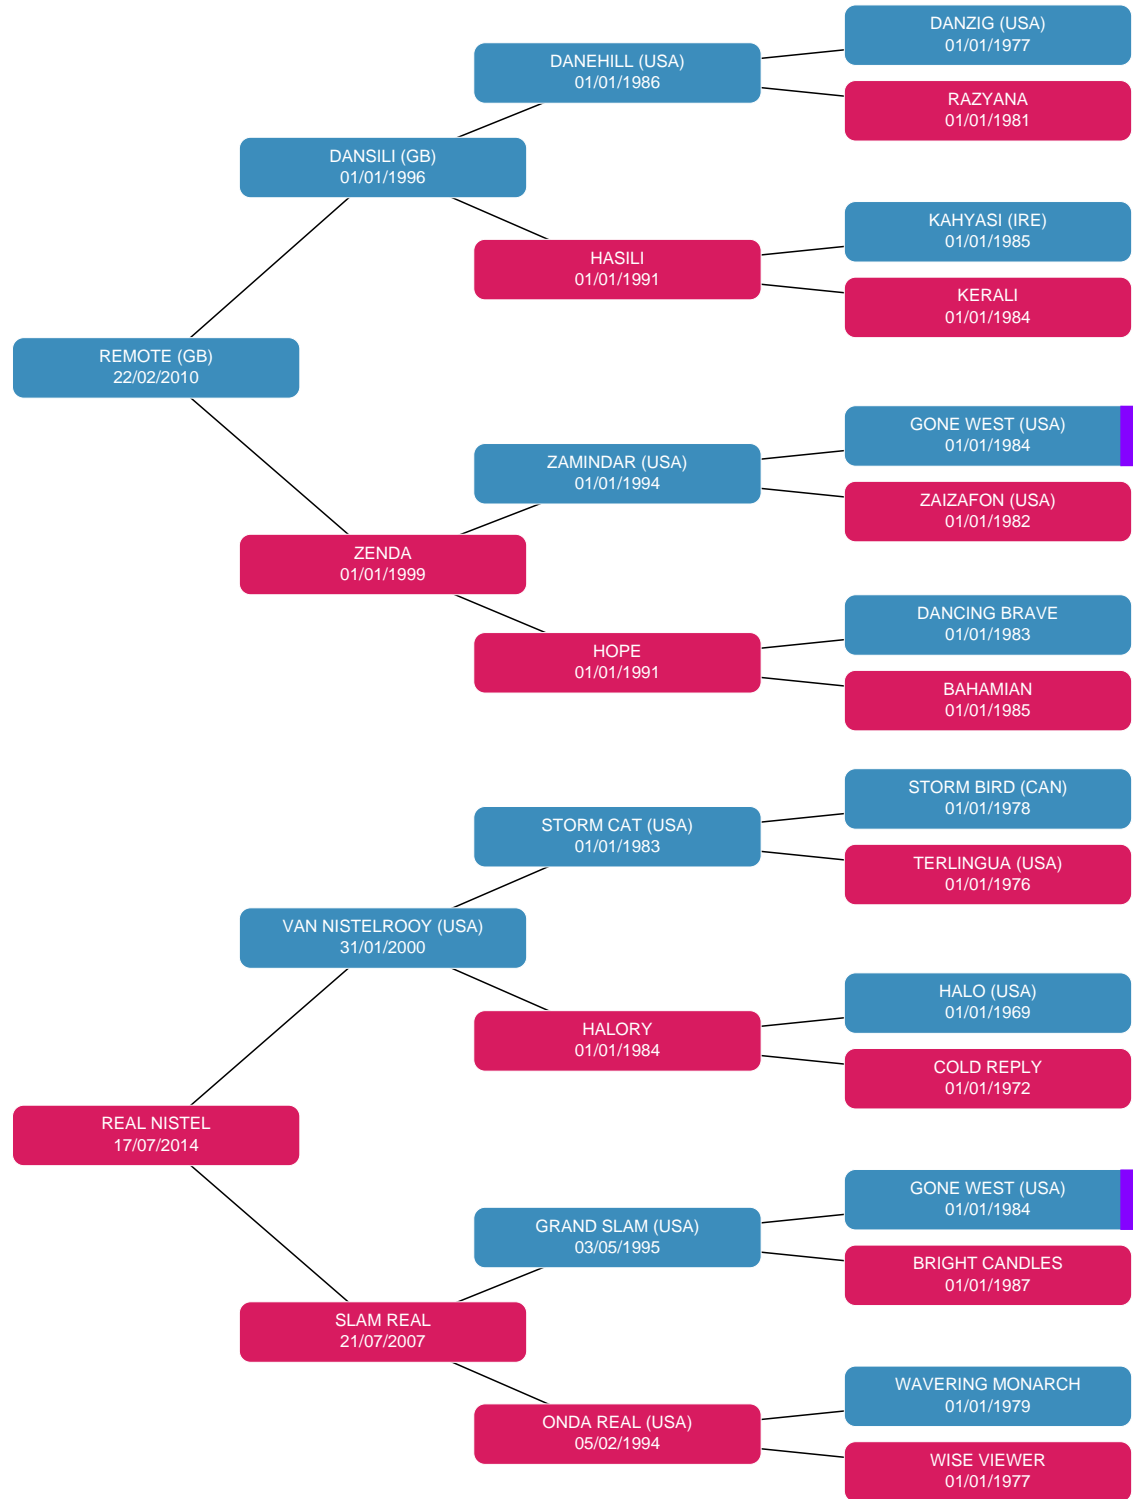 DANZIG (USA)
01/01/1977
DANEHILL (USA)
01/01/1986
RAZYANA
01/01/1981
DANSILI (GB)
01/01/1996
KAHYASI (IRE)
01/01/1985
HASILI
01/01/1991
KERALI
01/01/1984
REMOTE (GB)
22/02/2010
GONE WEST (USA)
01/01/1984
ZAMINDAR (USA)
01/01/1994
ZAIZAFON (USA)
01/01/1982
ZENDA
01/01/1999
DANCING BRAVE
01/01/1983
HOPE
01/01/1991
BAHAMIAN
01/01/1985
STORM BIRD (CAN)
01/01/1978
STORM CAT (USA)
01/01/1983
TERLINGUA (USA)
01/01/1976
VAN NISTELROOY (USA)
31/01/2000
HALO (USA)
01/01/1969
HALORY
01/01/1984
COLD REPLY
01/01/1972
REAL NISTEL
17/07/2014
GONE WEST (USA)
01/01/1984
GRAND SLAM (USA)
03/05/1995
BRIGHT CANDLES
01/01/1987
SLAM REAL
21/07/2007
WAVERING MONARCH
01/01/1979
ONDA REAL (USA)
05/02/1994
WISE VIEWER
01/01/1977